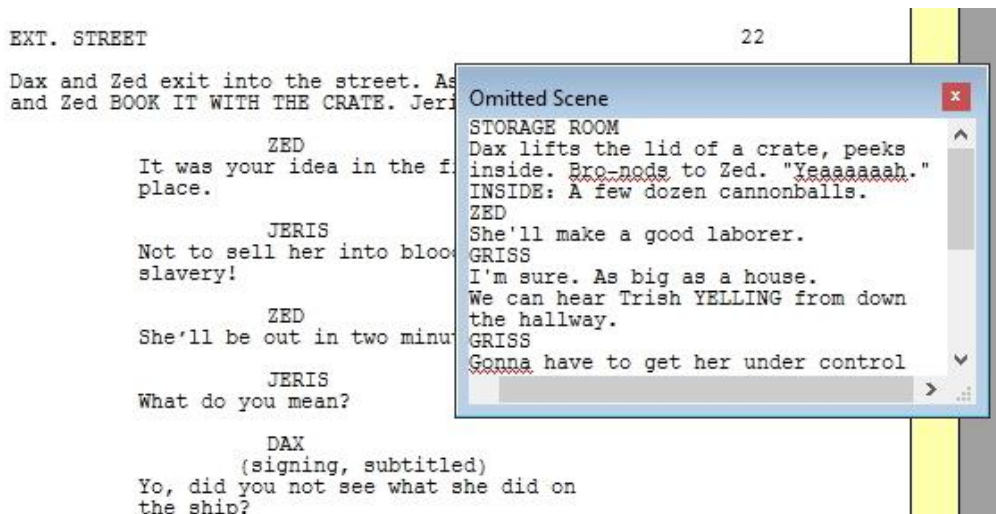 EXT. STREET 22
Dax and Zed exit into the street. As
and Zed BOOK IT WITH THE CRATE. Jeri
ZED
It was your idea in the fi
place.
JERIS
Not to sell her into bloo
slavery!
ZED
She'll be out in two minu
JERIS
What do you mean?
DAX
(signing, subtitled)
Yo, did you not see what she did on
the ship?
Omitted Scene
x
STORAGE ROOM
Dax lifts the lid of a crate, peeks
inside. Bro-nods to Zed. "Yeaaaaaah."
INSIDE: A few dozen cannonballs.
ZED
She'll make a good laborer.
GRISS
I'm sure. As big as a house.
We can hear Trish YELLING from down
the hallway.
GRISS
Gonna have to get her under control